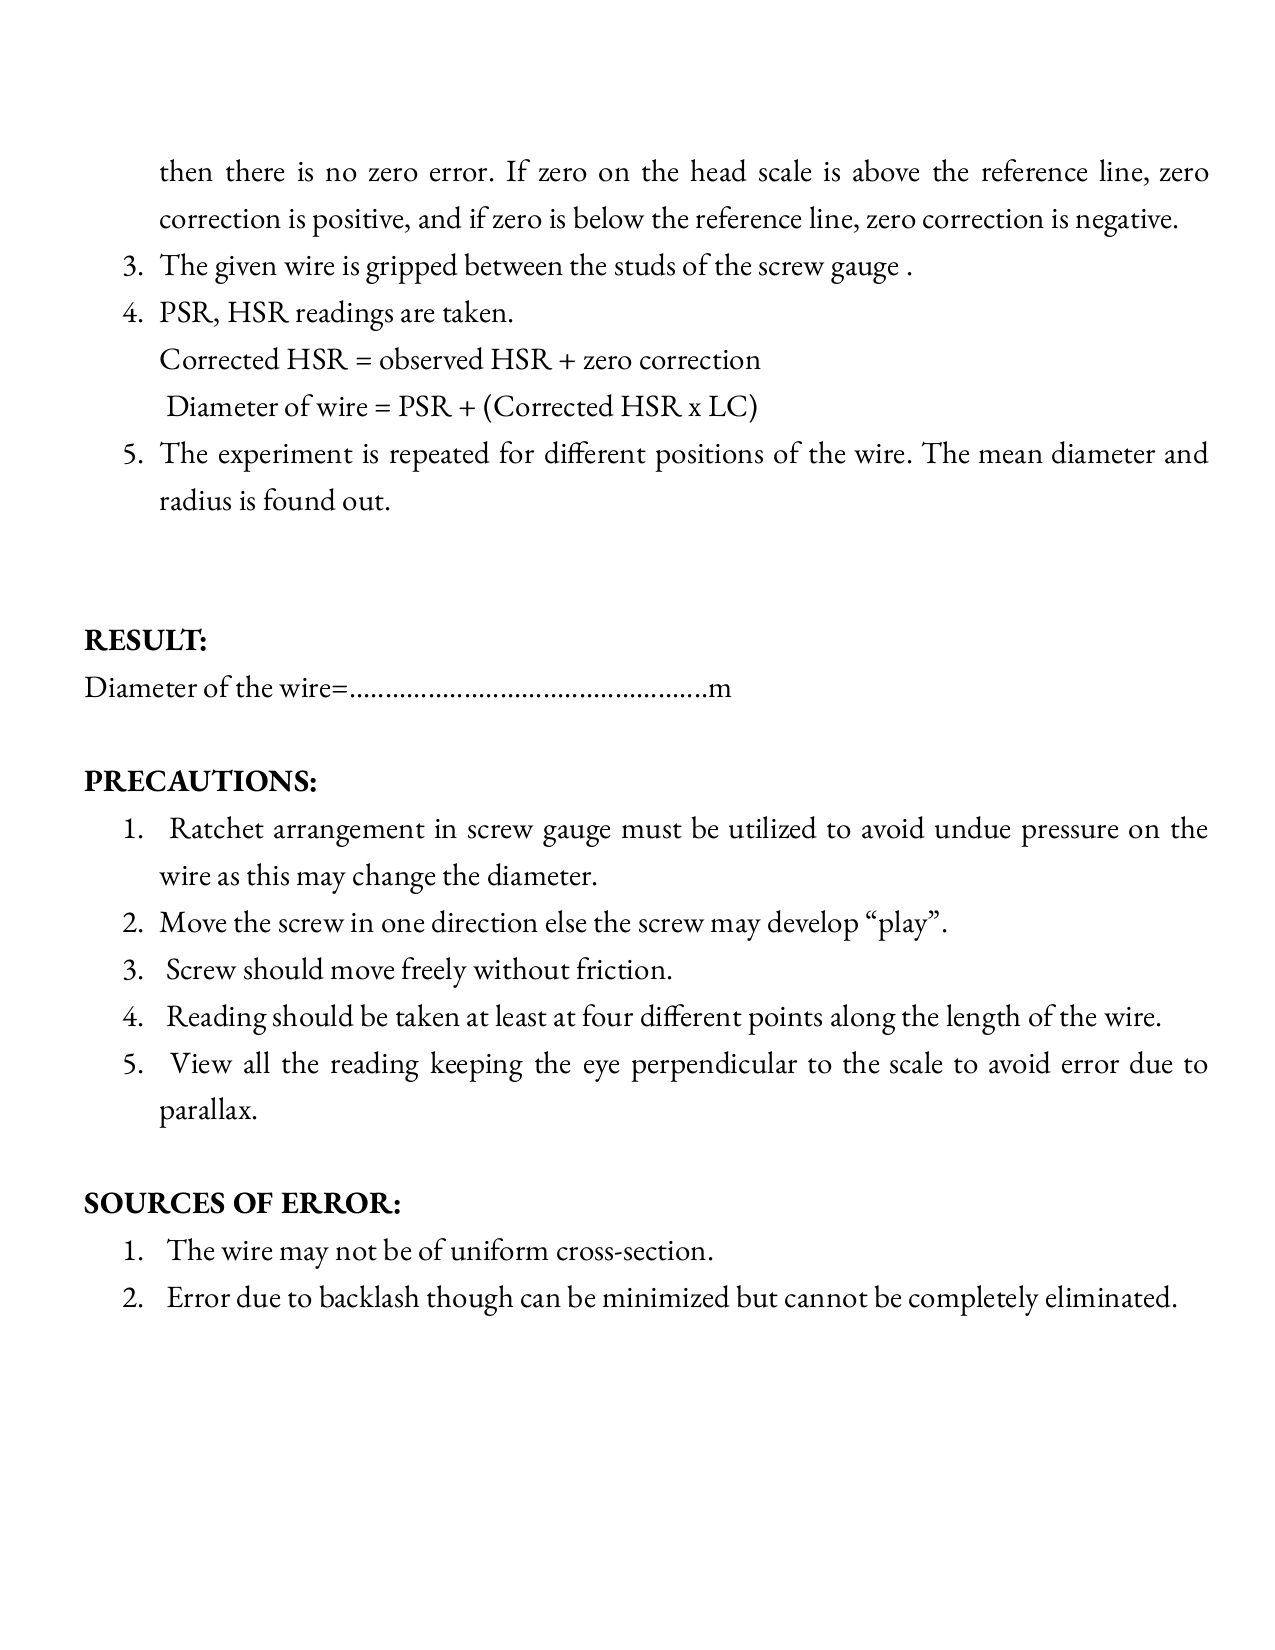 then there is no zero error. If zero on the head scale is above the reference line, zero
correction is positive, and if zero is below the reference line, zero correction is negative.
3. The given wire is gripped between the studs of the screw gauge .
4. PSR, HSR readings are taken.
Corrected HSR = observed HSR + zero correction
Diameter of wire = PSR + (Corrected HSR x LC)
5. The experiment is repeated for different positions of the wire. The mean diameter and
radius is found out.
RESULT:
Diameter of the wire=..................................................m
PRECAUTIONS:
1. Ratchet arrangement in screw gauge must be utilized to avoid undue pressure on the
wire as this may change the diameter.
2. Move the screw in one direction else the screw may develop “play”.
3. Screw should move freely without friction.
4. Reading should be taken at least at four different points along the length of the wire.
5. View all the reading keeping the eye perpendicular to the scale to avoid error due to
parallax.
SOURCES OF ERROR:
1. The wire may not be of uniform cross-section.
2. Error due to backlash though can be minimized but cannot be completely eliminated.